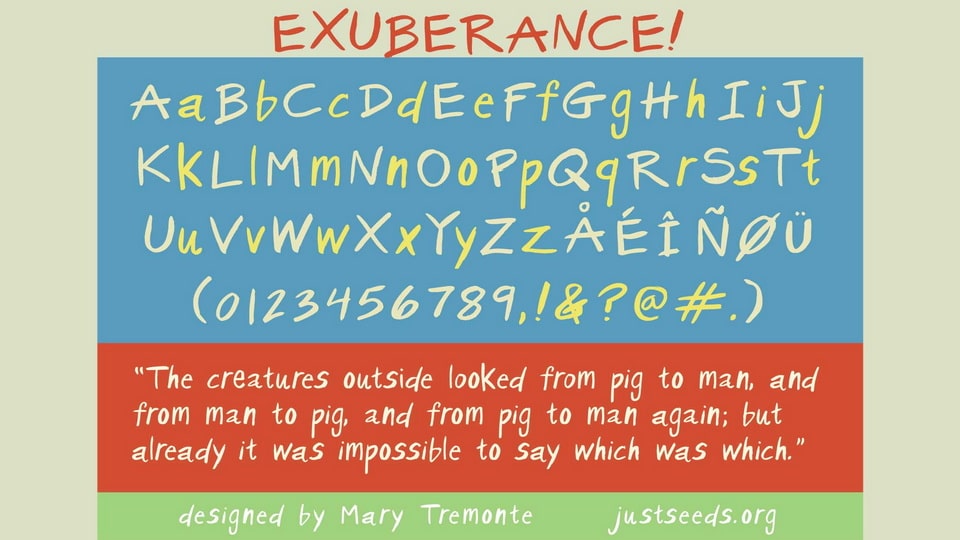 EXUBERANCE!
AaBbCcDdEeFfGgHhIiJj
KkLlMmNnOoPpQqRrSsTt
UuVvWwXxYyZzÅÉÎÑØÜ
(0123456789,!&?@#.)
"The creatures outside looked from pig to man, and
from man to pig, and from pig to man again; but
already it was impossible to say which was which."
designed by Mary Tremonte justseeds.org